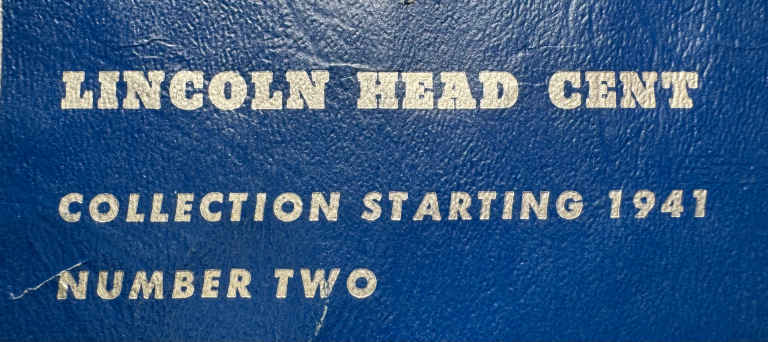 LINCOLN HEAD CENT
COLLECTION STARTING 1941
NUMBER TWO